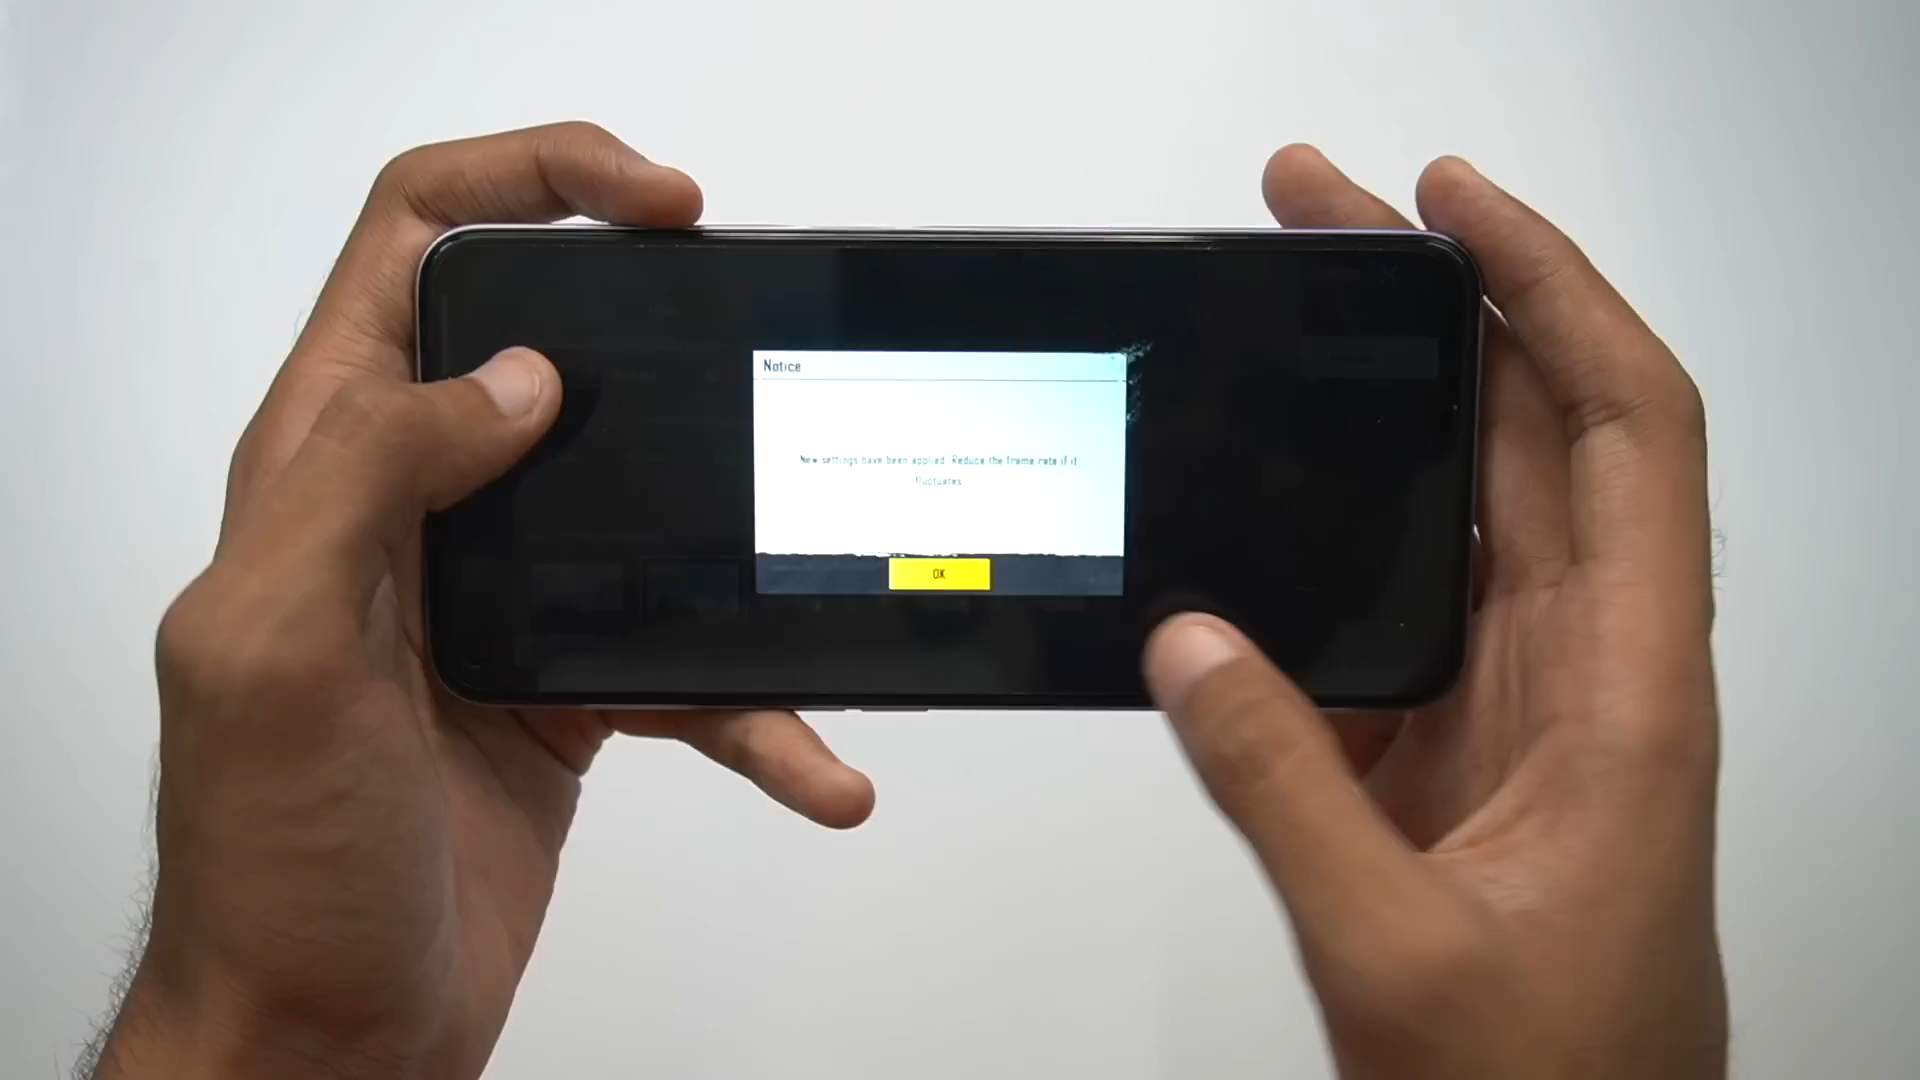 Notice
New settings have been applied. Reduce the frame rate if it
fluctuates.
OK